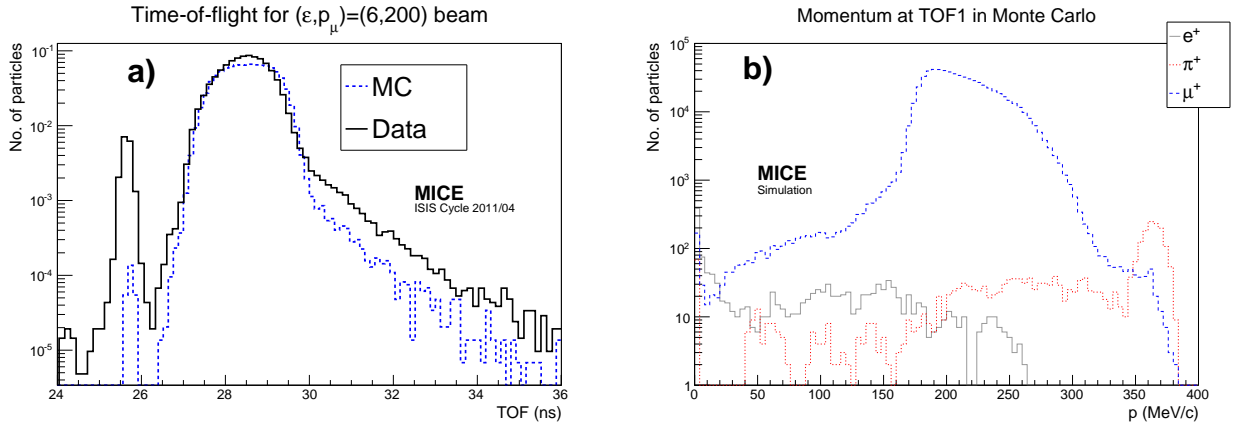 Time-of-flight for (ε,pμ)=(6,200) beam
No. of particles
10⁻¹
10⁻²
10⁻³
10⁻⁴
10⁻⁵
a)
MC
Data
MICE
ISIS Cycle 2011/04
24 26 28 30 32 34 36
TOF (ns)
Momentum at TOF1 in Monte Carlo
No. of particles
10⁵
10⁴
10³
10²
10
1
b)
e⁺
π⁺
μ⁺
MICE
Simulation
0 50 100 150 200 250 300 350 400
p (MeV/c)